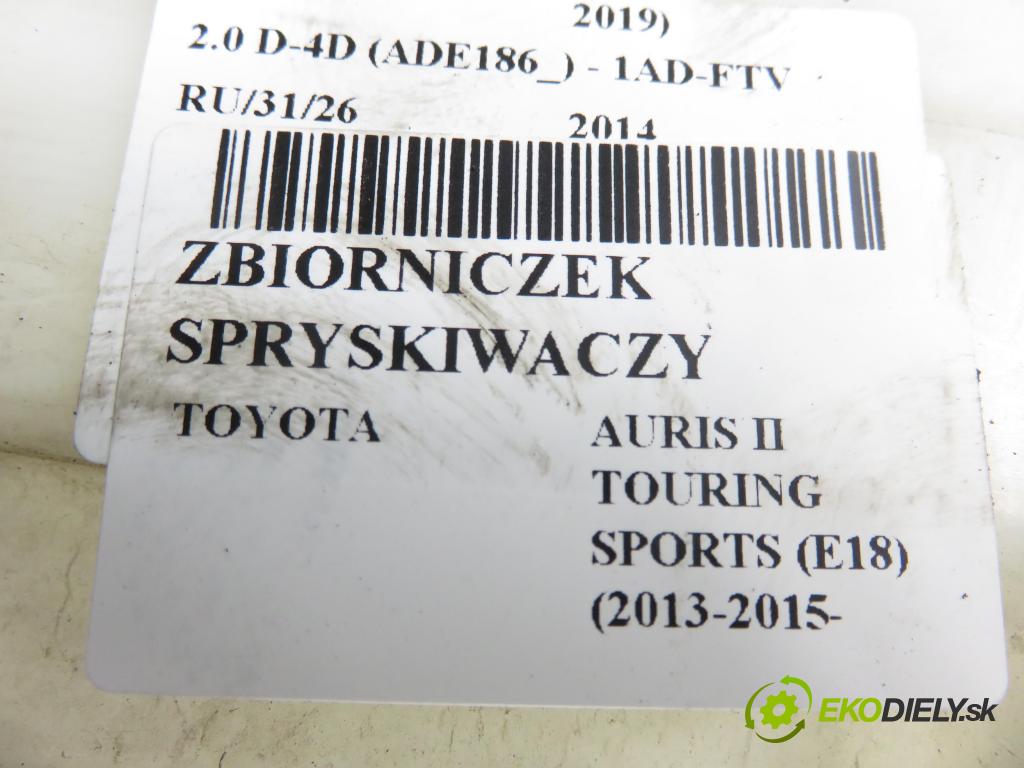 2019)
2.0 D-4D (ADE186_) - 1AD-FTV
RU/31/26 2014
ZBIORNICZEK
SPRYSKIWACZY
TOYOTA AURIS II
TOURING
SPORTS (E18)
(2013-2015-
EKODIELY.sk